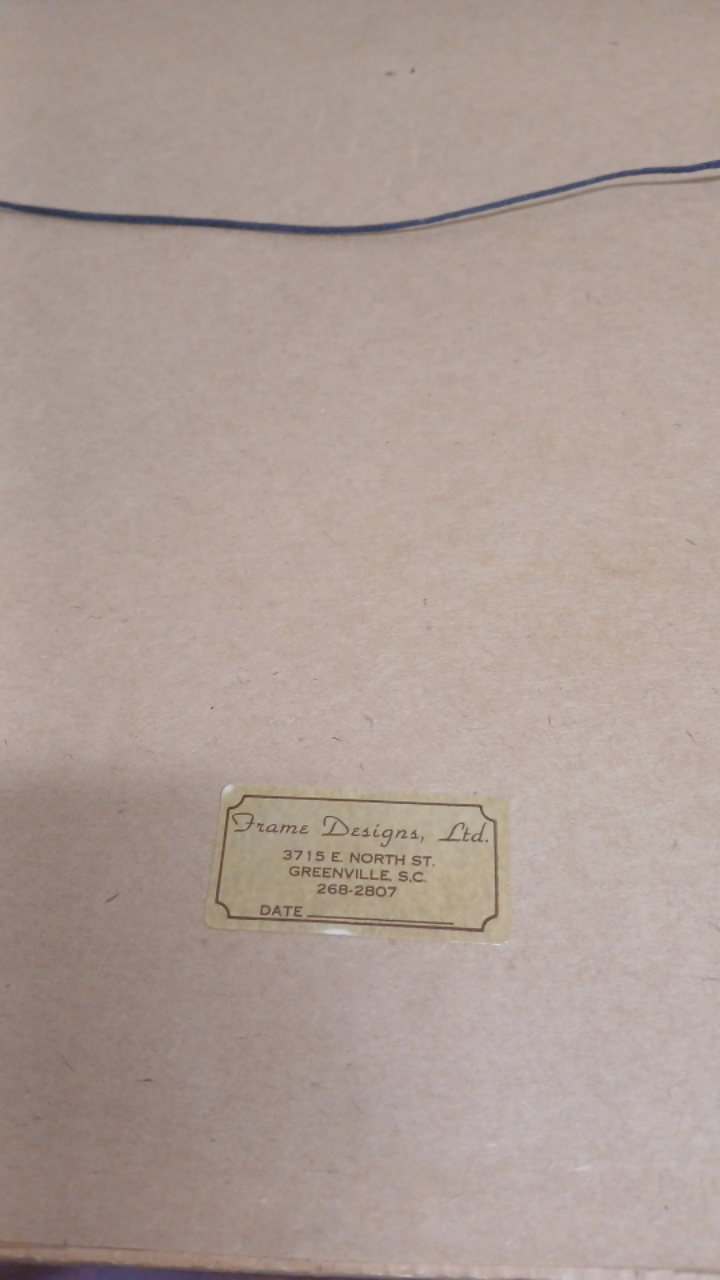 Frame Designs, Ltd.
3715 E. NORTH ST.
GREENVILLE, S.C.
268-2807
DATE